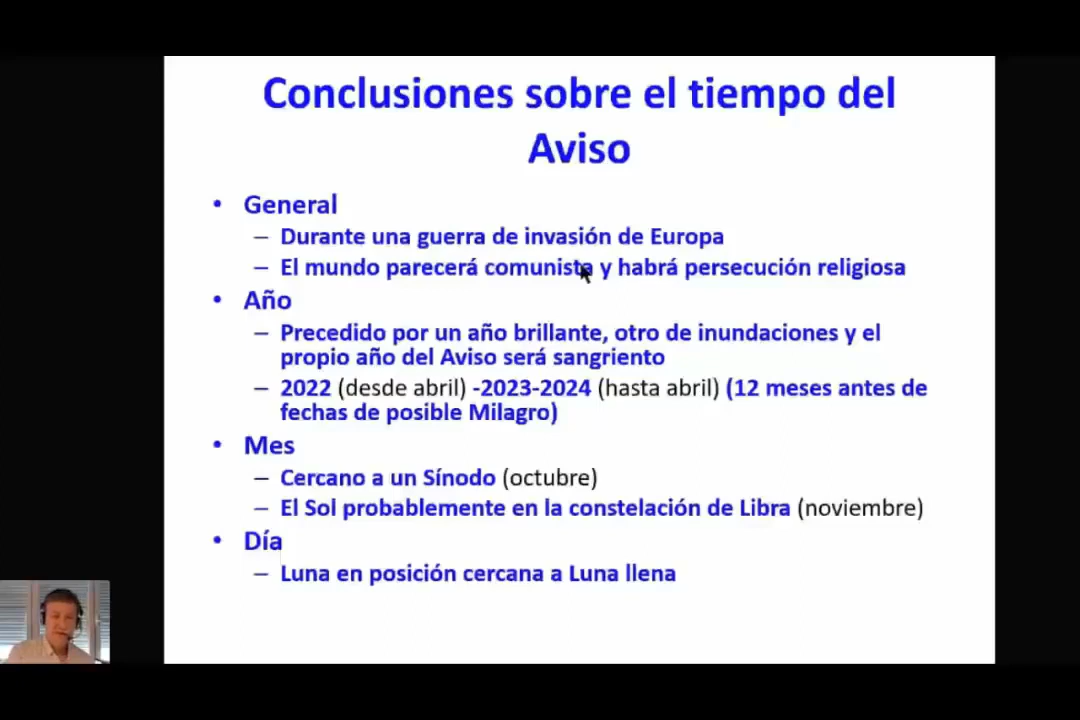 Conclusiones sobre el tiempo del
Aviso
• General
– Durante una guerra de invasión de Europa
– El mundo parecerá comunista y habrá persecución religiosa
• Año
– Precedido por un año brillante, otro de inundaciones y el
propio año del Aviso será sangriento
– 2022 (desde abril) -2023-2024 (hasta abril) (12 meses antes de
fechas de posible Milagro)
• Mes
– Cercano a un Sínodo (octubre)
– El Sol probablemente en la constelación de Libra (noviembre)
• Día
– Luna en posición cercana a Luna llena